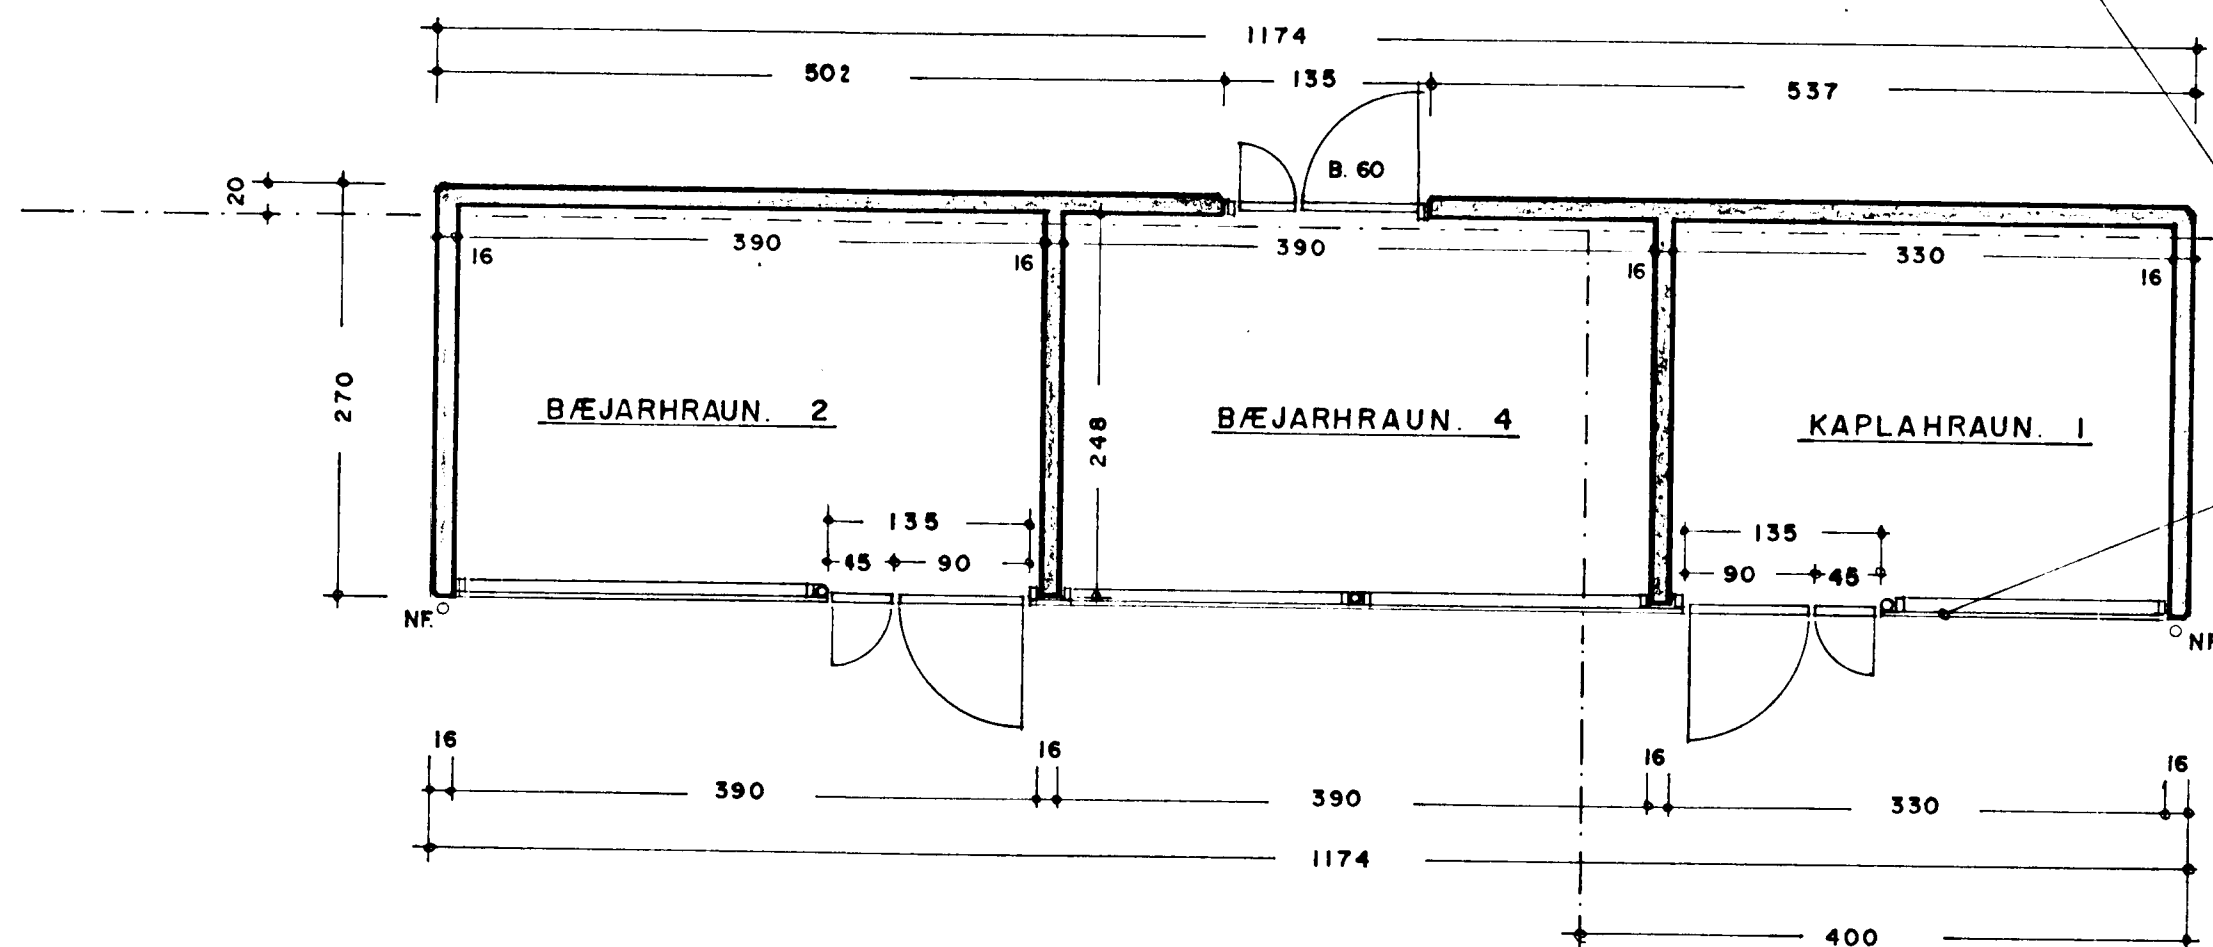 1174
502 135 537
B. 60
20
16 390 16 390 16 330 16
270
BÆJARHRAUN. 2
BÆJARHRAUN. 4
KAPLAHRAUN. 1
248
135
135
45 90
90 45
NF.
NF
16 16 16 16
390 390 330
1174
400